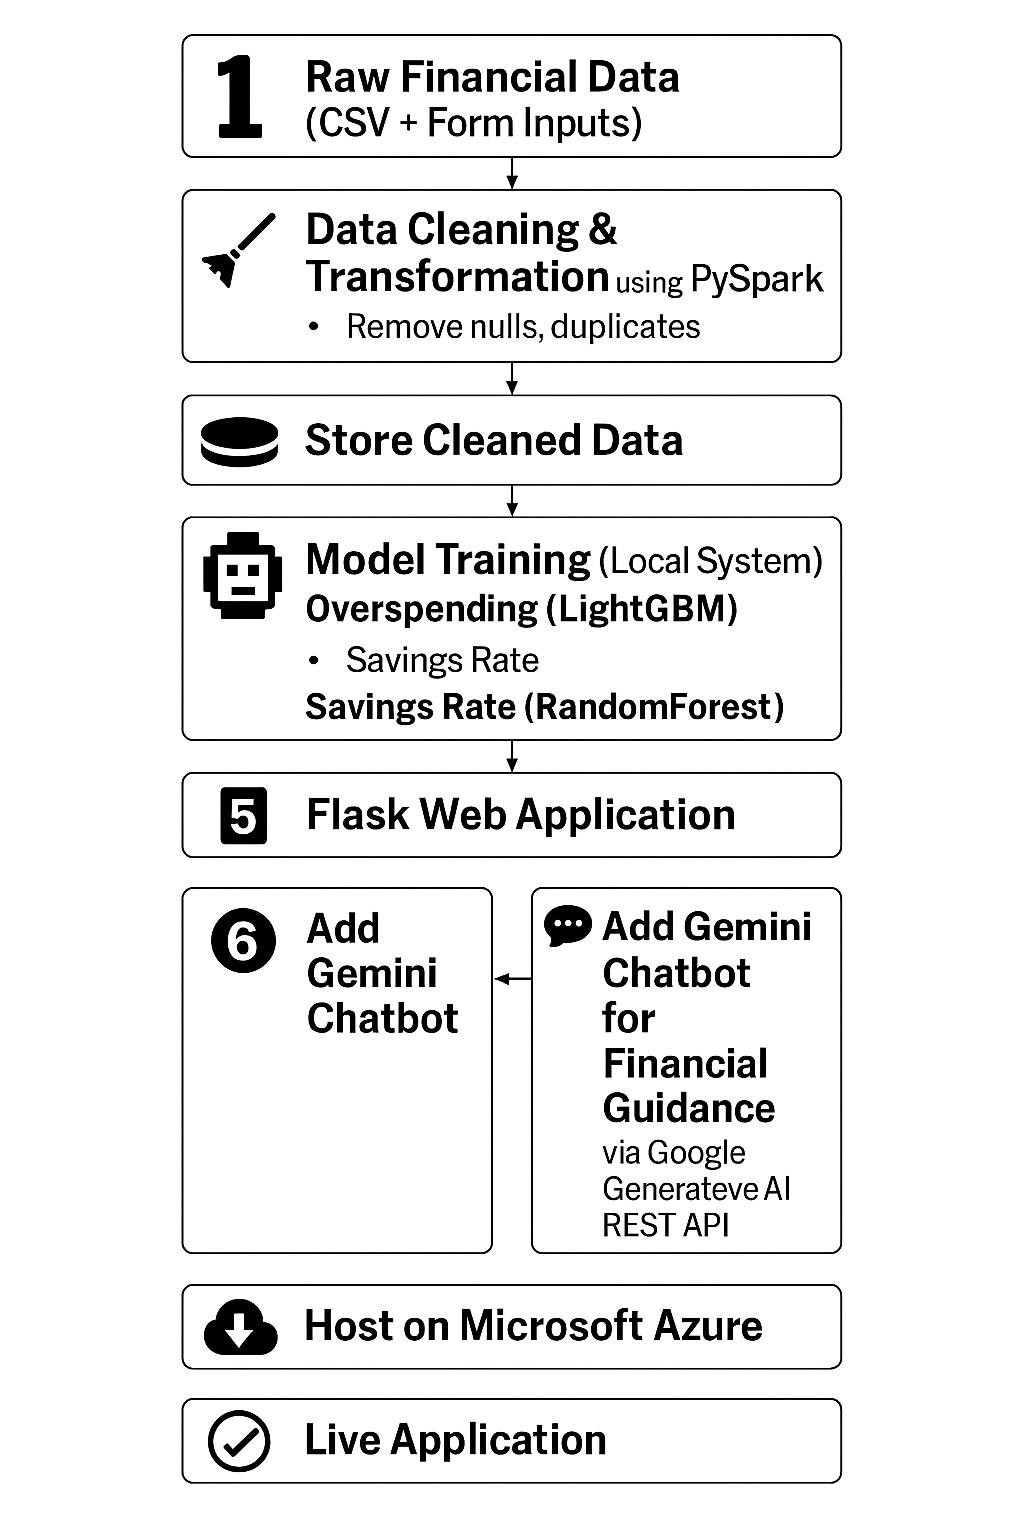 1
Raw Financial Data
(CSV + Form Inputs)
Data Cleaning &
Transformation using PySpark
• Remove nulls, duplicates
Store Cleaned Data
Model Training (Local System)
Overspending (LightGBM)
• Savings Rate
Savings Rate (RandomForest)
5
Flask Web Application
6
Add
Gemini
Chatbot
Add Gemini
Chatbot
for
Financial
Guidance
via Google
Generateve AI
REST API
Host on Microsoft Azure
Live Application